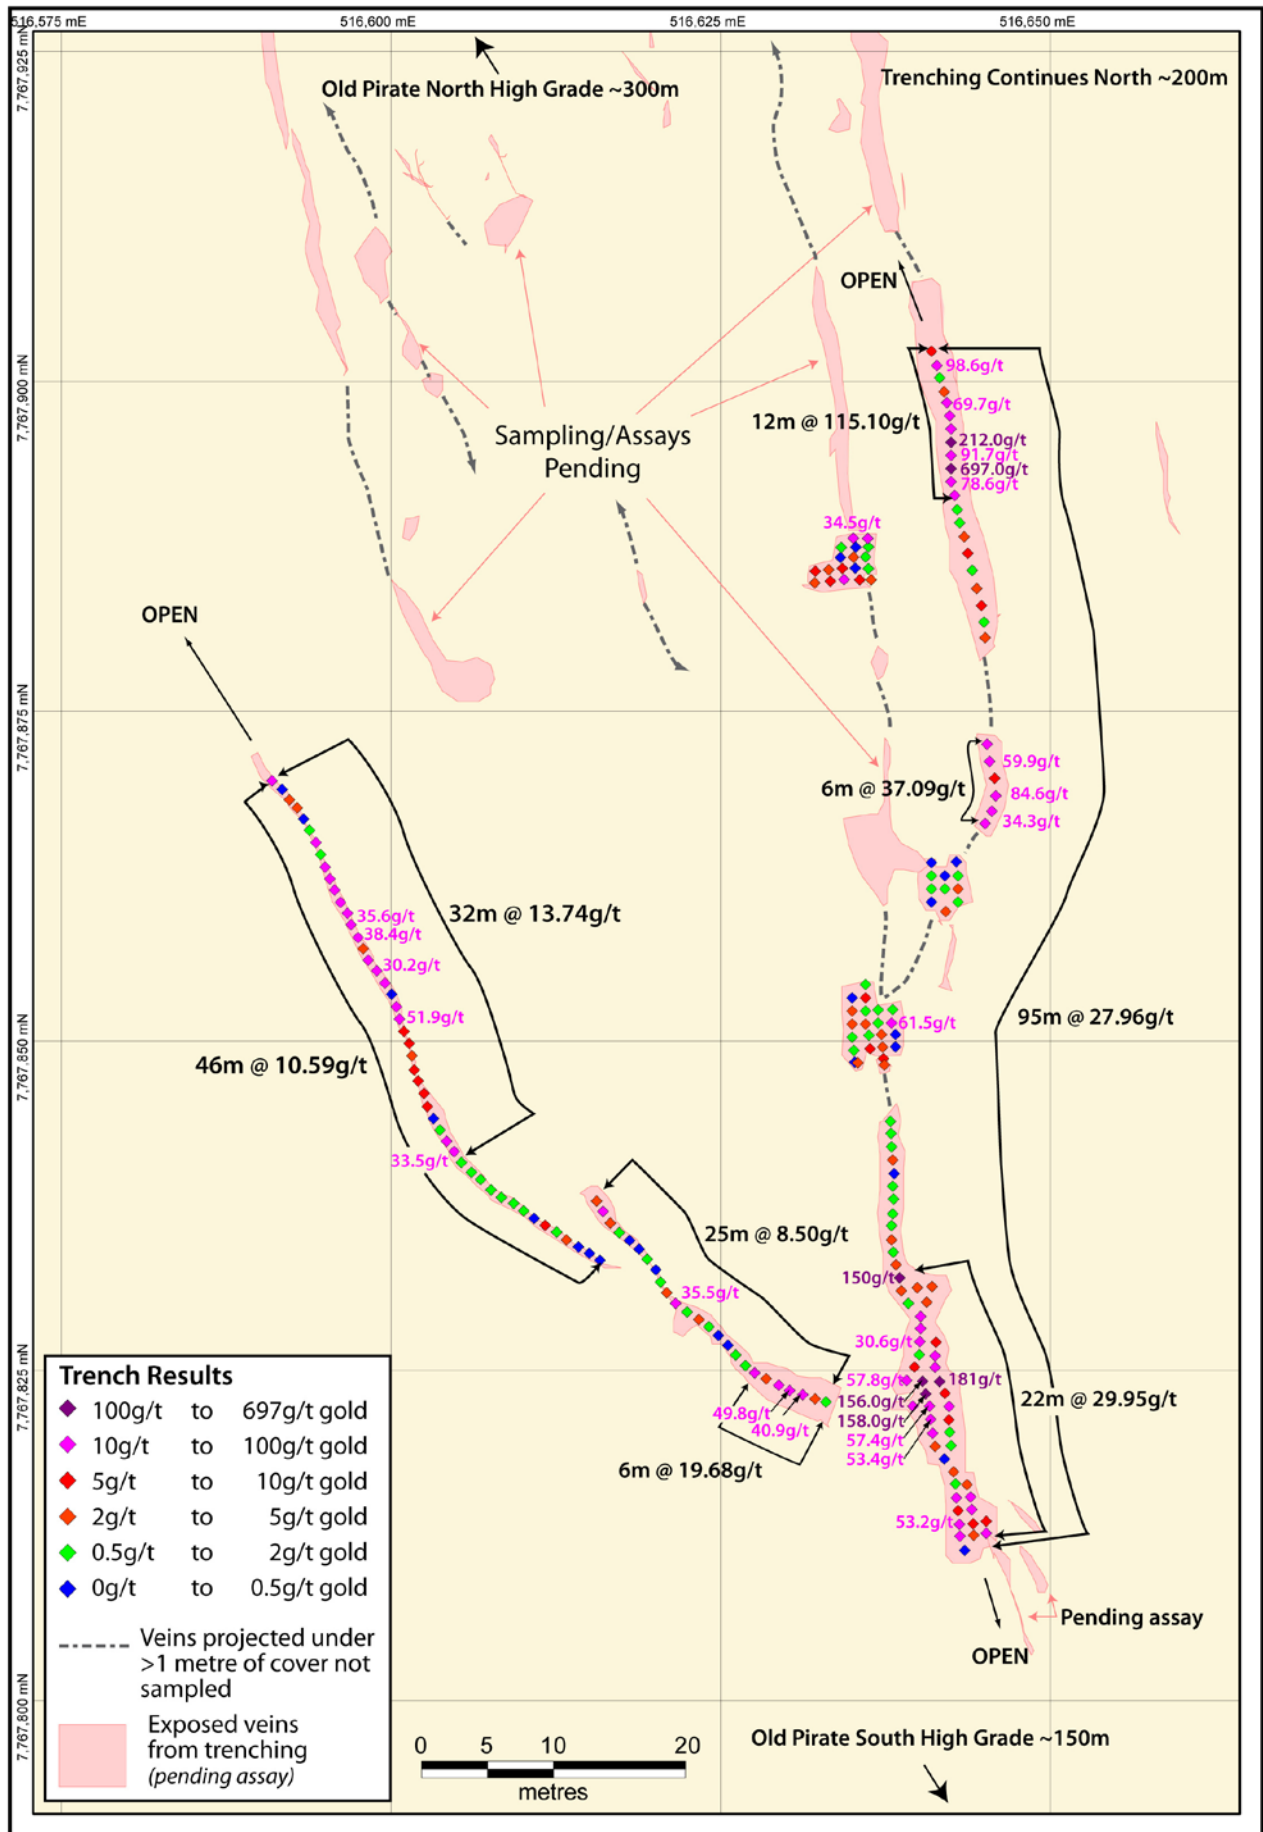 516,575 mE
516,600 mE
516,625 mE
516,650 mE
7,767,925 mN
7,767,900 mN
7,767,875 mN
7,767,850 mN
7,767,825 mN
7,767,800 mN
Old Pirate North High Grade ~300m
Trenching Continues North ~200m
OPEN
98.6g/t
69.7g/t
12m @ 115.10g/t
212.0g/t
91.7g/t
697.0g/t
78.6g/t
Sampling/Assays
Pending
34.5g/t
OPEN
59.9g/t
6m @ 37.09g/t
84.6g/t
34.3g/t
35.6g/t
32m @ 13.74g/t
38.4g/t
30.2g/t
51.9g/t
61.5g/t
95m @ 27.96g/t
46m @ 10.59g/t
33.5g/t
25m @ 8.50g/t
150g/t
35.5g/t
30.6g/t
57.8g/t
181g/t
156.0g/t
22m @ 29.95g/t
49.8g/t
158.0g/t
40.9g/t
57.4g/t
53.4g/t
6m @ 19.68g/t
53.2g/t
Pending assay
OPEN
Trench Results
100g/t to 697g/t gold
10g/t to 100g/t gold
5g/t to 10g/t gold
2g/t to 5g/t gold
0.5g/t to 2g/t gold
0g/t to 0.5g/t gold
Veins projected under
>1 metre of cover not
sampled
Exposed veins
from trenching
(pending assay)
0 5 10 20
metres
Old Pirate South High Grade ~150m